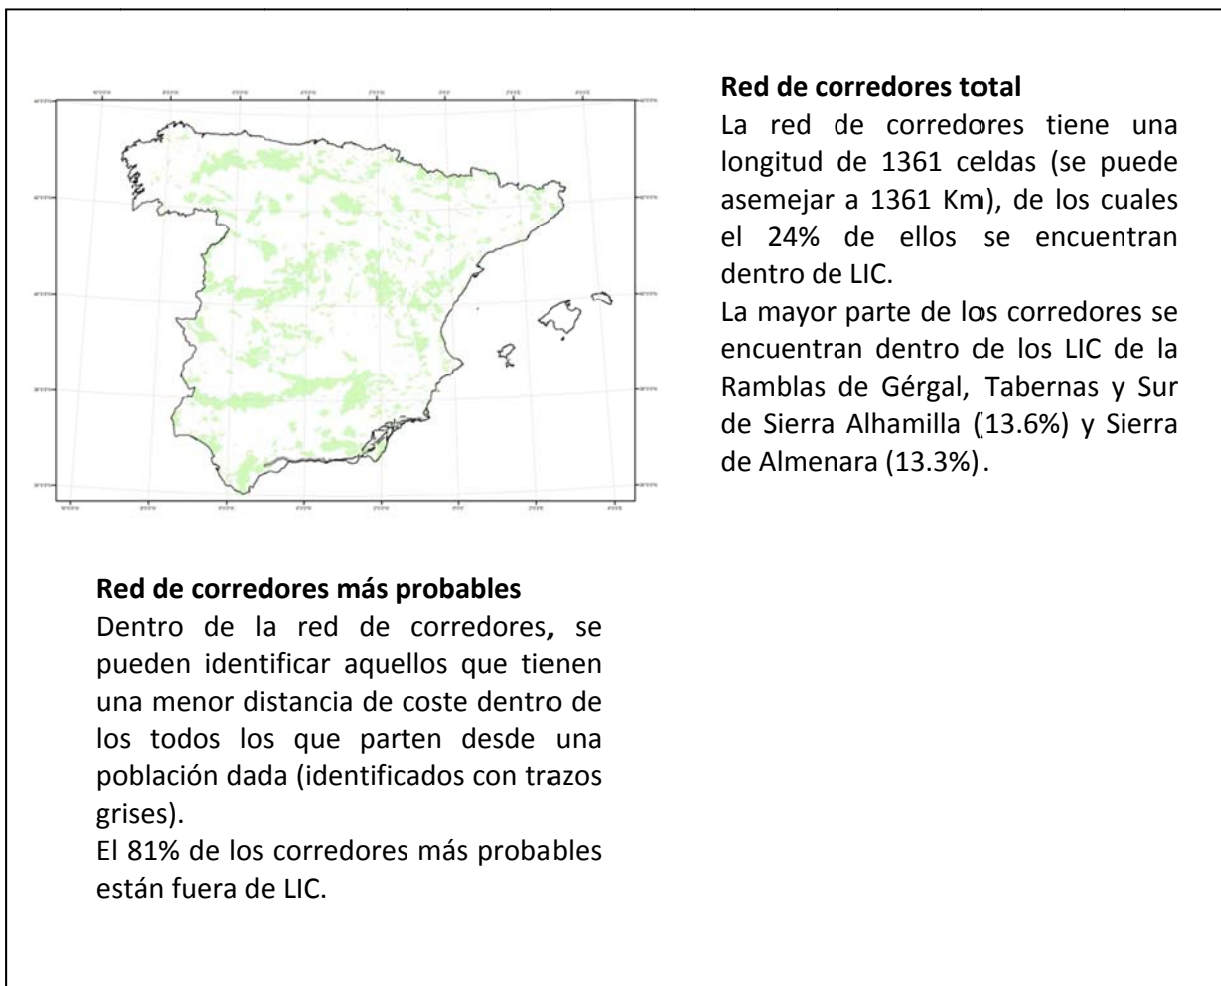 Red de corredores total
La red de corredores tiene una
longitud de 1361 celdas (se puede
asemejar a 1361 Km), de los cuales
el 24% de ellos se encuentran
dentro de LIC.
La mayor parte de los corredores se
encuentran dentro de los LIC de la
Ramblas de Gérgal, Tabernas y Sur
de Sierra Alhamilla (13.6%) y Sierra
de Almenara (13.3%).
Red de corredores más probables
Dentro de la red de corredores, se
pueden identificar aquellos que tienen
una menor distancia de coste dentro de
los todos los que parten desde una
población dada (identificados con trazos
grises).
El 81% de los corredores más probables
están fuera de LIC.